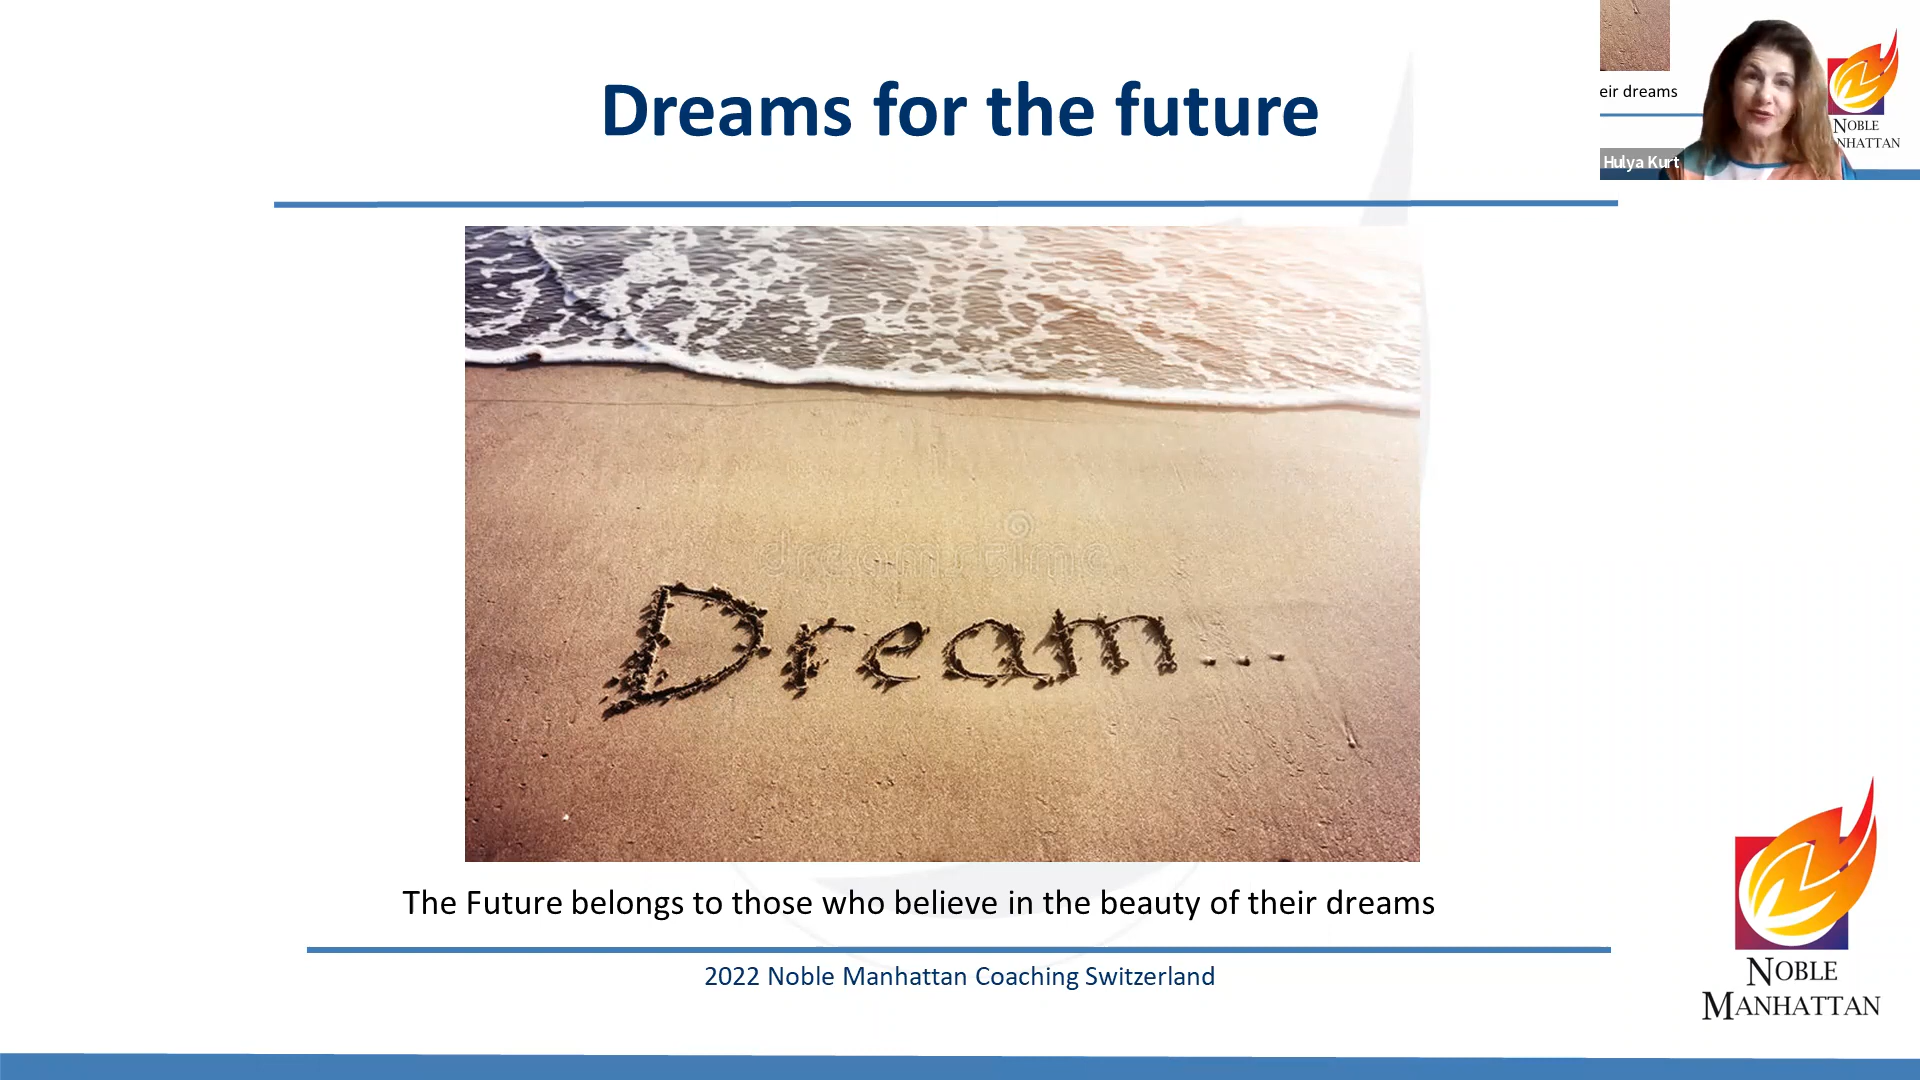 Dreams for the future
eir dreams
NOBLE
NHATTAN
Hulya Kurt
dreamstime
Dream...
The Future belongs to those who believe in the beauty of their dreams
2022 Noble Manhattan Coaching Switzerland
NOBLE
MANHATTAN